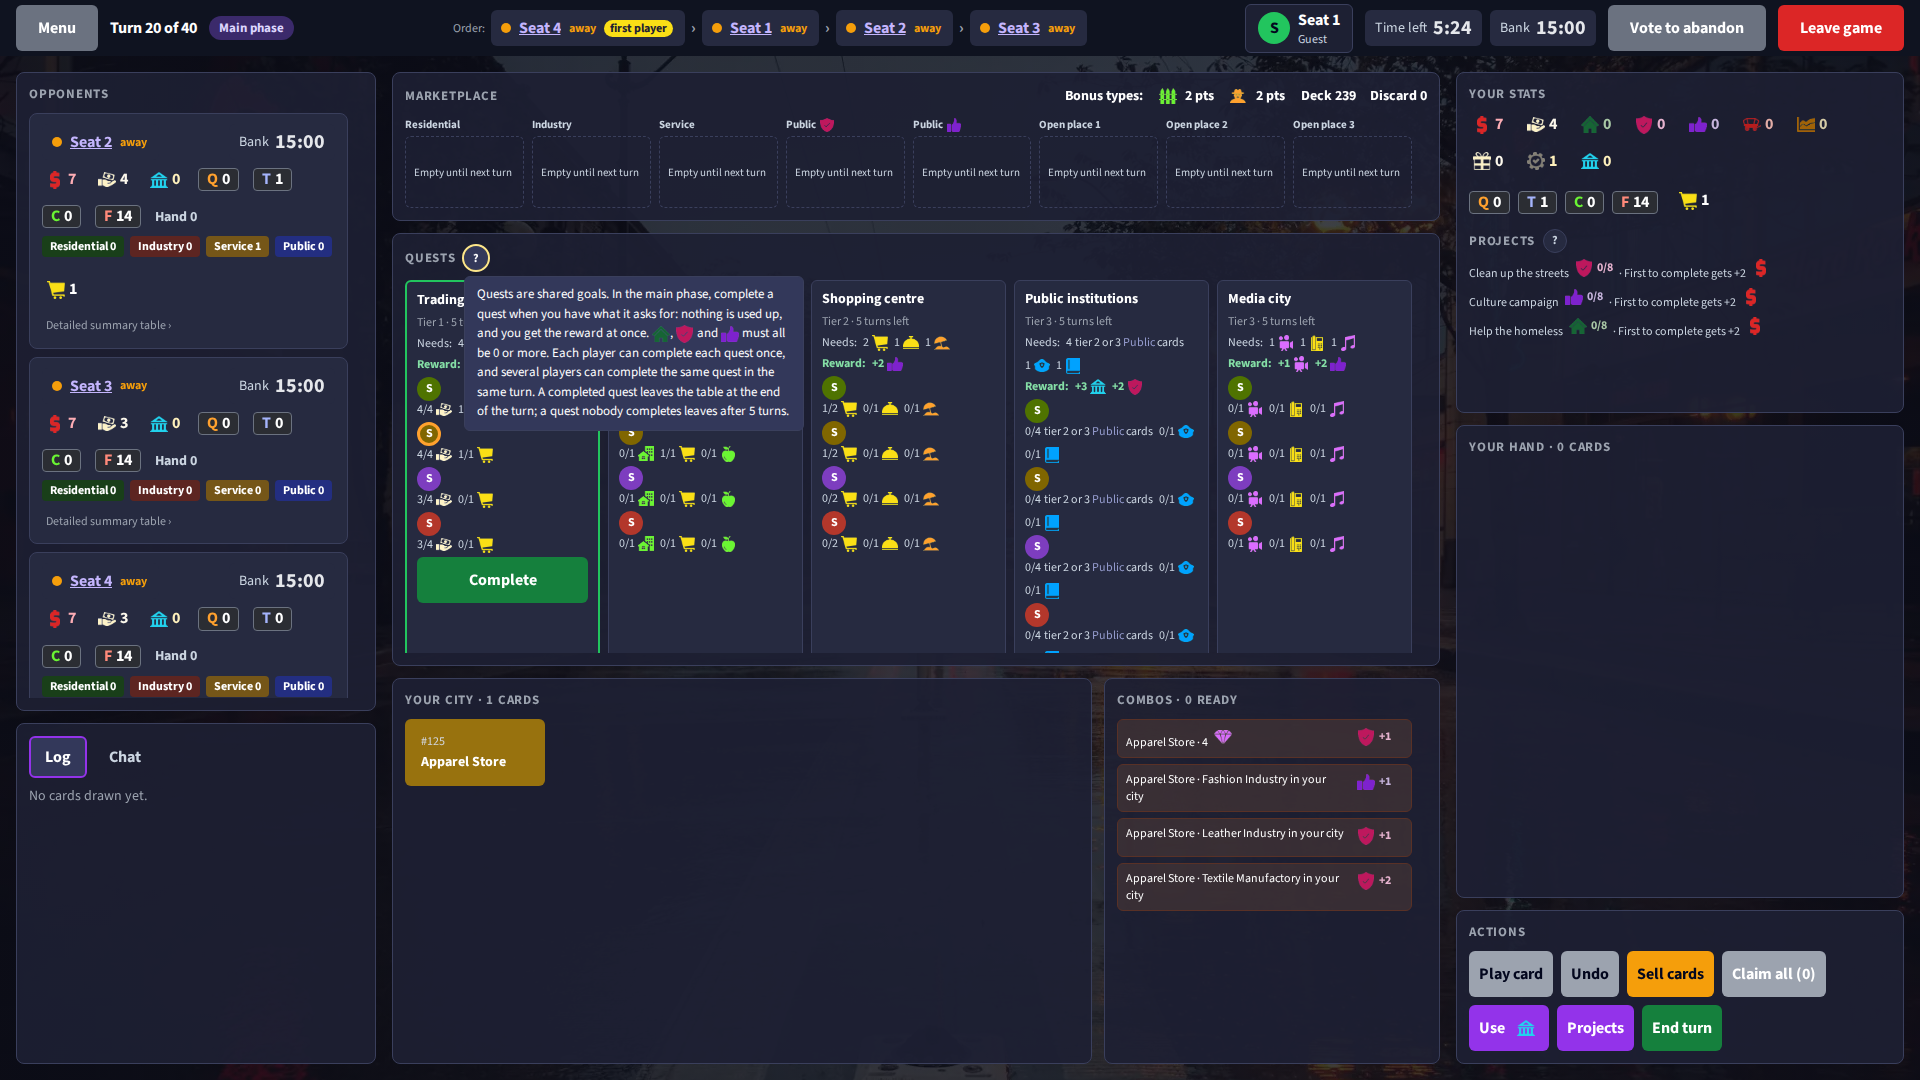 Menu
Turn 20 of 40
Main phase
Order:
Seat 4 away first player
› Seat 1 away
› Seat 2 away
› Seat 3 away
S
Seat 1
Guest
Time left 5:24
Bank 15:00
Vote to abandon
Leave game
OPPONENTS
Seat 2 away Bank 15:00
7 4 0 Q 0 T 1
C 0 F 14 Hand 0
Residential 0 Industry 0 Service 1 Public 0
1
Detailed summary table ›
Seat 3 away Bank 15:00
7 3 0 Q 0 T 0
C 0 F 14 Hand 0
Residential 0 Industry 0 Service 0 Public 0
Detailed summary table ›
Seat 4 away Bank 15:00
7 3 0 Q 0 T 0
C 0 F 14 Hand 0
Residential 0 Industry 0 Service 0 Public 0
Log Chat
No cards drawn yet.
MARKETPLACE
Bonus types: 2 pts 2 pts Deck 239 Discard 0
Residential Industry Service Public Public Open place 1 Open place 2 Open place 3
Empty until next turn Empty until next turn Empty until next turn Empty until next turn Empty until next turn Empty until next turn Empty until next turn Empty until next turn
QUESTS ?
Quests are shared goals. In the main phase, complete a
quest when you have what it asks for: nothing is used up,
and you get the reward at once. , and must all
be 0 or more. Each player can complete each quest once,
and several players can complete the same quest in the
same turn. A completed quest leaves the table at the end
of the turn; a quest nobody completes leaves after 5 turns.
Trading
Tier 1 · 5 t
Needs: 4
Reward:
S
4/4 1
S
4/4 1/1
S
3/4 0/1
S
3/4 0/1
Complete
S
0/1 1/1 0/1
S
0/1 0/1 0/1
S
0/1 0/1 0/1
Shopping centre
Tier 2 · 5 turns left
Needs: 2 1 1
Reward: +2
S
1/2 0/1 0/1
S
1/2 0/1 0/1
S
0/2 0/1 0/1
S
0/2 0/1 0/1
Public institutions
Tier 3 · 5 turns left
Needs: 4 tier 2 or 3 Public cards
1 1
Reward: +3 +2
S
0/4 tier 2 or 3 Public cards 0/1
0/1
S
0/4 tier 2 or 3 Public cards 0/1
0/1
S
0/4 tier 2 or 3 Public cards 0/1
0/1
S
0/4 tier 2 or 3 Public cards 0/1
Media city
Tier 3 · 5 turns left
Needs: 1 1 1
Reward: +1 +2
S
0/1 0/1 0/1
S
0/1 0/1 0/1
S
0/1 0/1 0/1
S
0/1 0/1 0/1
YOUR CITY · 1 CARDS
#125
Apparel Store
COMBOS · 0 READY
Apparel Store · 4 +1
Apparel Store · Fashion Industry in your
city +1
Apparel Store · Leather Industry in your city +1
Apparel Store · Textile Manufactory in your
city +2
YOUR STATS
7 4 0 0 0 0 0
0 1 0
Q 0 T 1 C 0 F 14 1
PROJECTS ?
Clean up the streets 0/8 · First to complete gets +2
Culture campaign 0/8 · First to complete gets +2
Help the homeless 0/8 · First to complete gets +2
YOUR HAND · 0 CARDS
ACTIONS
Play card Undo Sell cards Claim all (0)
Use Projects End turn